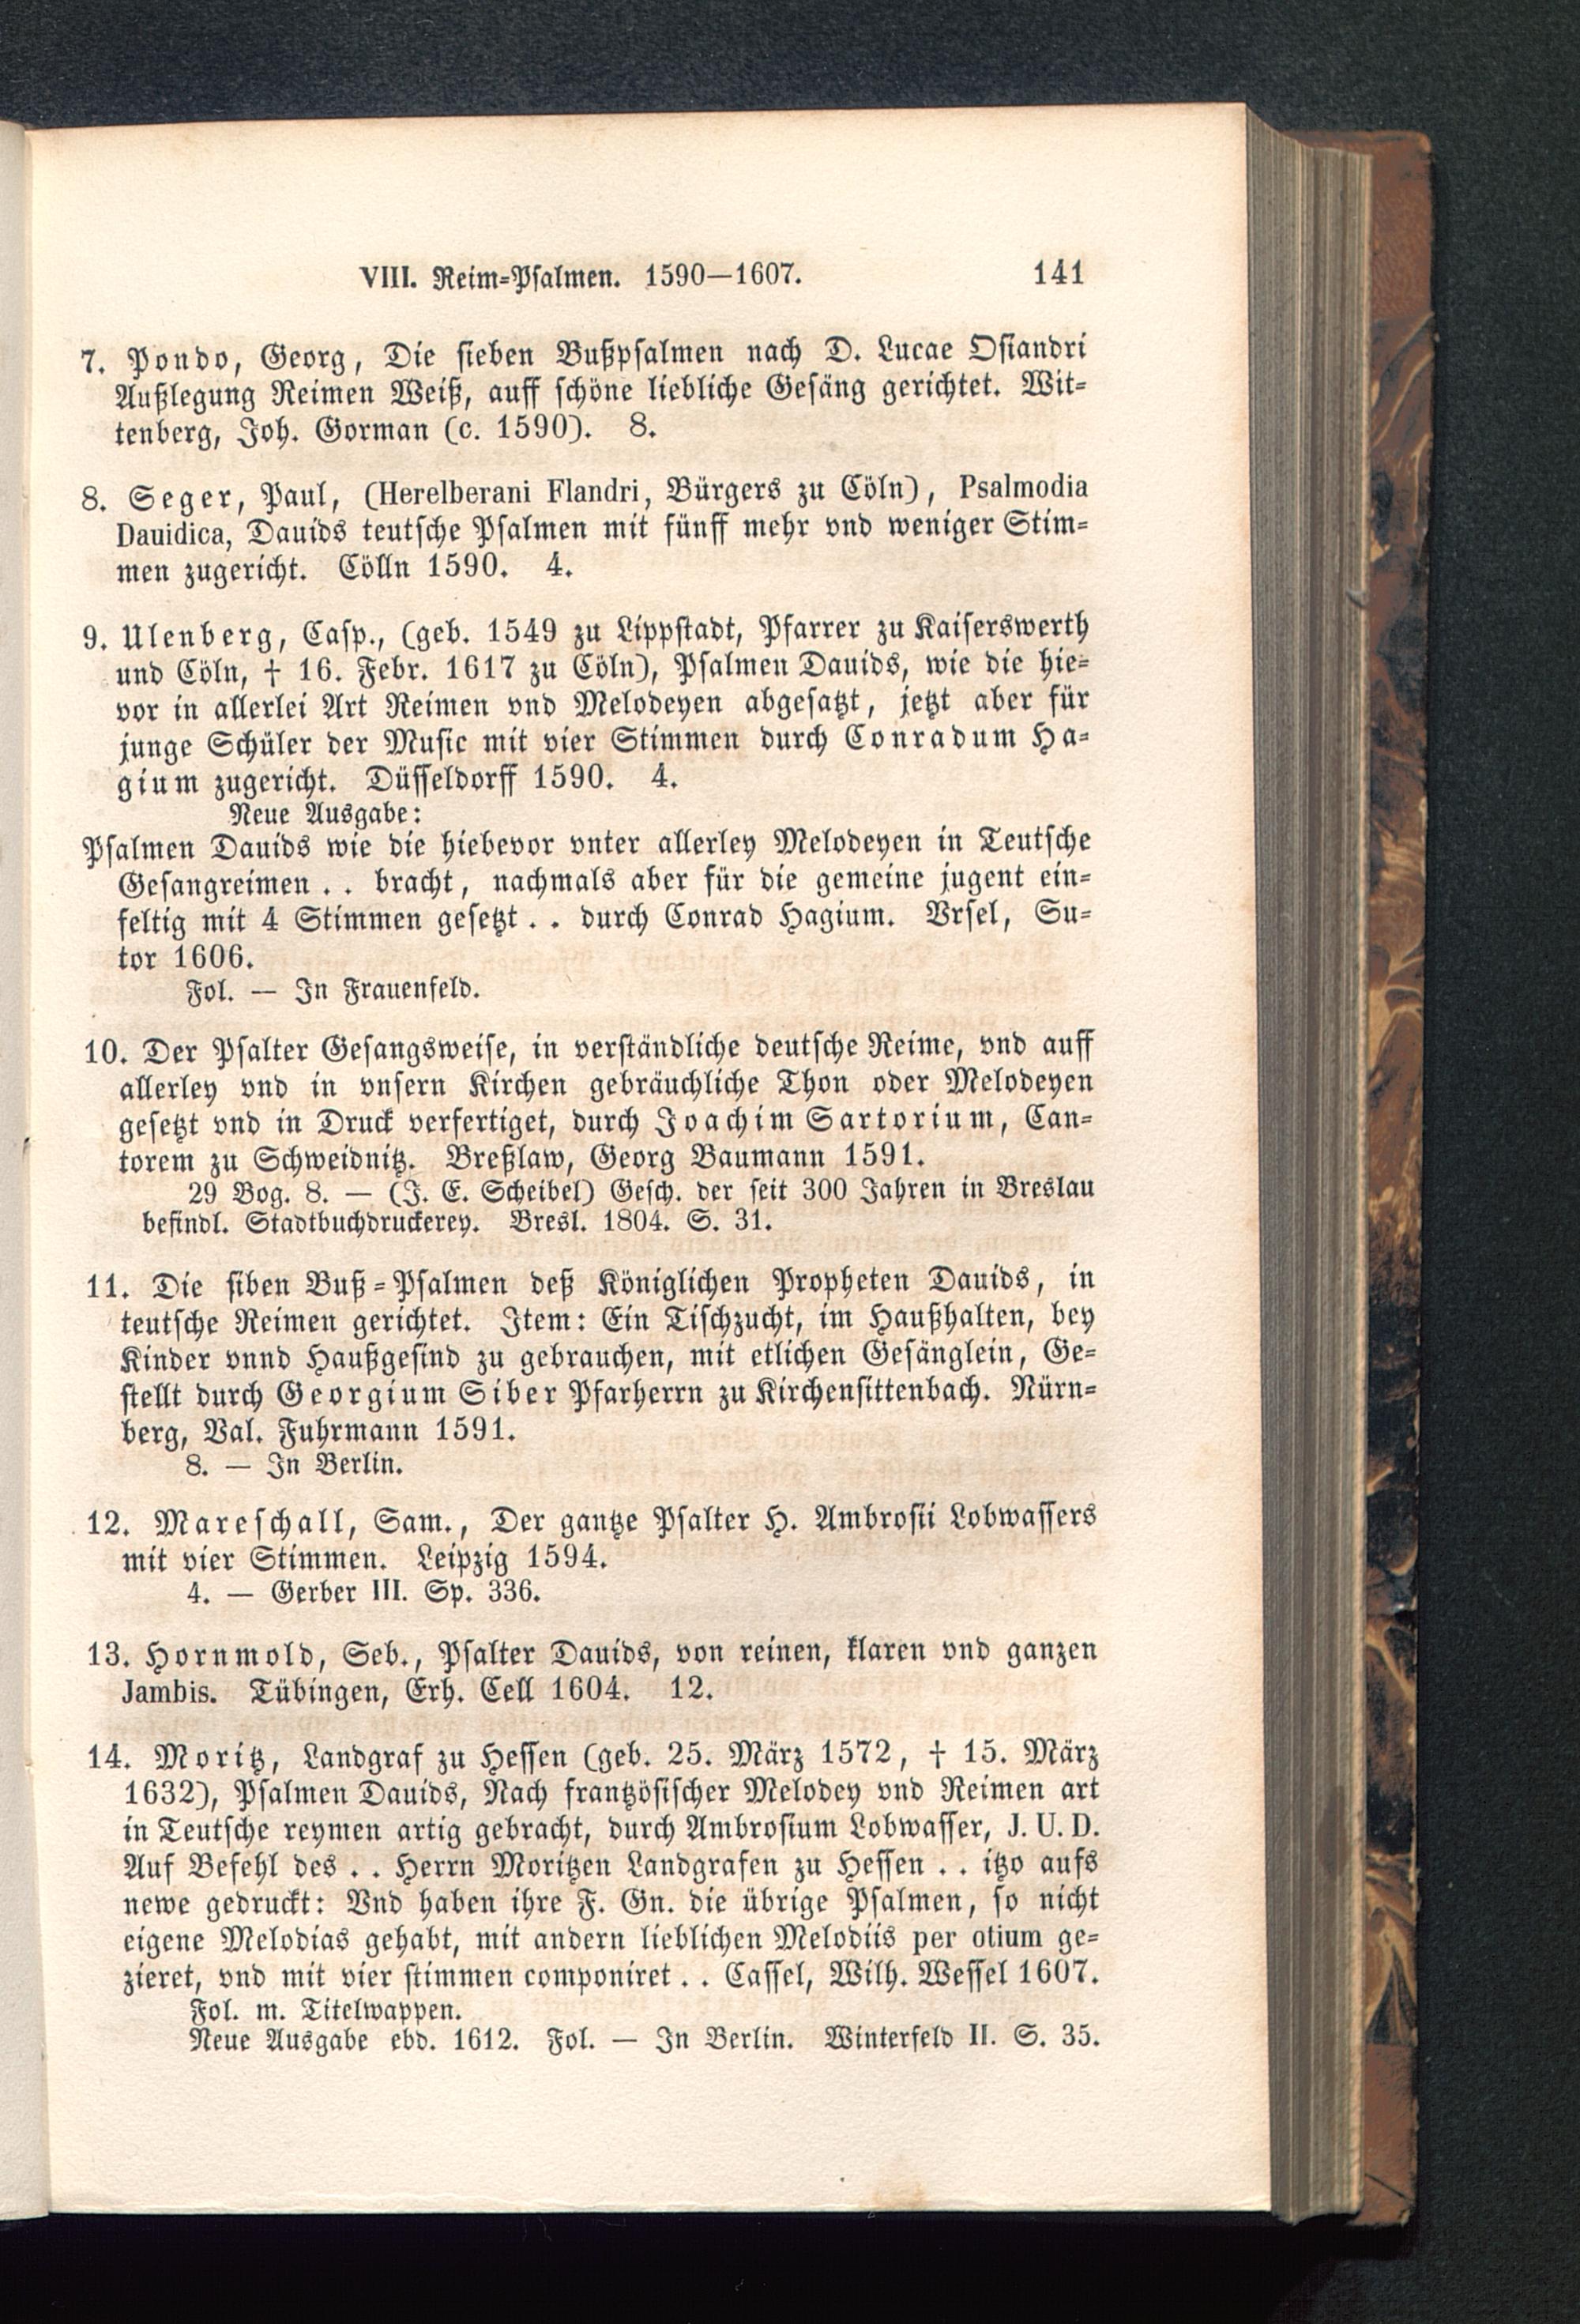 VIII. Reim-Psalmen. 1590—1607. 141
7. Pondo, Georg, Die sieben Bußpsalmen nach D. Lucae Osiandri
Außlegung Reimen Weiß, auff schöne liebliche Gesäng gerichtet. Wit-
tenberg, Joh. Gorman (c. 1590). 8.
8. Seger, Paul, (Herelberani Flandri, Bürgers zu Cöln), Psalmodia
Dauidica, Dauids teutsche Psalmen mit fünff mehr vnd weniger Stim-
men zugericht. Cölln 1590. 4.
9. Ulenberg, Casp., (geb. 1549 zu Lippstadt, Pfarrer zu Kaiserswerth
und Cöln, † 16. Febr. 1617 zu Cöln), Psalmen Dauids, wie die hie-
vor in allerlei Art Reimen vnd Melodeyen abgesatzt, jetzt aber für
junge Schüler der Music mit vier Stimmen durch Conradum Ha-
gium zugericht. Düsseldorff 1590. 4.
Neue Ausgabe:
Psalmen Dauids wie die hiebevor vnter allerley Melodeyen in Teutsche
Gesangreimen . . bracht, nachmals aber für die gemeine jugent ein-
feltig mit 4 Stimmen gesetzt . . durch Conrad Hagium. Vrsel, Su-
tor 1606.
Fol. — In Frauenfeld.
10. Der Psalter Gesangsweise, in verständliche deutsche Reime, vnd auff
allerley vnd in vnsern Kirchen gebräuchliche Thon oder Melodeyen
gesetzt vnd in Druck verfertiget, durch Joachim Sartorium, Can-
torem zu Schweidnitz. Breßlaw, Georg Baumann 1591.
29 Bog. 8. — (J. E. Scheibel) Gesch. der seit 300 Jahren in Breslau
befindl. Stadtbuchdruckerey. Bresl. 1804. S. 31.
11. Die siben Buß-Psalmen deß Königlichen Propheten Dauids, in
teutsche Reimen gerichtet. Item: Ein Tischzucht, im Haußhalten, bey
Kinder vnnd Haußgesind zu gebrauchen, mit etlichen Gesänglein, Ge-
stellt durch Georgium Siber Pfarherrn zu Kirchensittenbach. Nürn-
berg, Val. Fuhrmann 1591.
8. — In Berlin.
12. Mareschall, Sam., Der gantze Psalter H. Ambrosii Lobwassers
mit vier Stimmen. Leipzig 1594.
4. — Gerber III. Sp. 336.
13. Hornmold, Seb., Psalter Dauids, von reinen, klaren vnd ganzen
Jambis. Tübingen, Erh. Cell 1604. 12.
14. Moritz, Landgraf zu Hessen (geb. 25. März 1572, † 15. März
1632), Psalmen Dauids, Nach frantzösischer Melodey vnd Reimen art
in Teutsche reymen artig gebracht, durch Ambrosium Lobwasser, J. U. D.
Auf Befehl des . . Herrn Moritzen Landgrafen zu Hessen . . itzo aufs
newe gedruckt: Vnd haben ihre F. Gn. die übrige Psalmen, so nicht
eigene Melodias gehabt, mit andern lieblichen Melodiis per otium ge-
zieret, vnd mit vier stimmen componiret . . Cassel, Wilh. Wessel 1607.
Fol. m. Titelwappen.
Neue Ausgabe ebd. 1612. Fol. — In Berlin. Winterfeld II. S. 35.